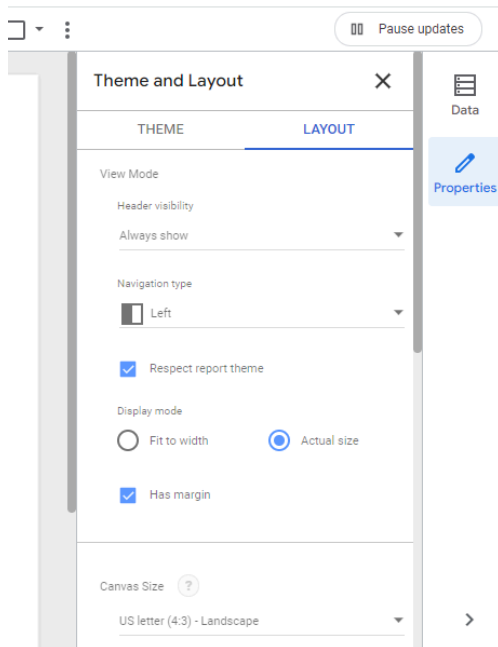 Pause updates
Theme and Layout
Data
THEME LAYOUT
Properties
View Mode
Header visibility
Always show
Navigation type
Left
Respect report theme
Display mode
Fit to width Actual size
Has margin
Canvas Size ?
US letter (4:3) - Landscape